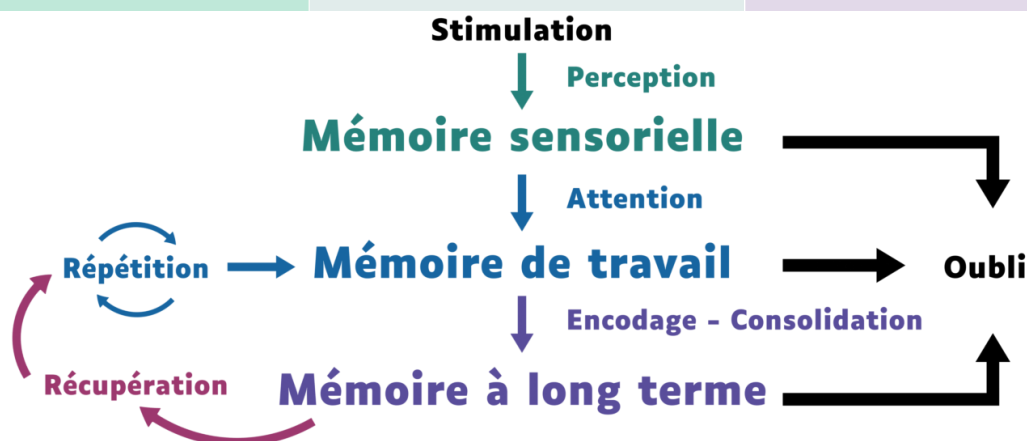 Stimulation
Perception
Mémoire sensorielle
Attention
Répétition
Mémoire de travail
Oubli
Encodage - Consolidation
Récupération
Mémoire à long terme